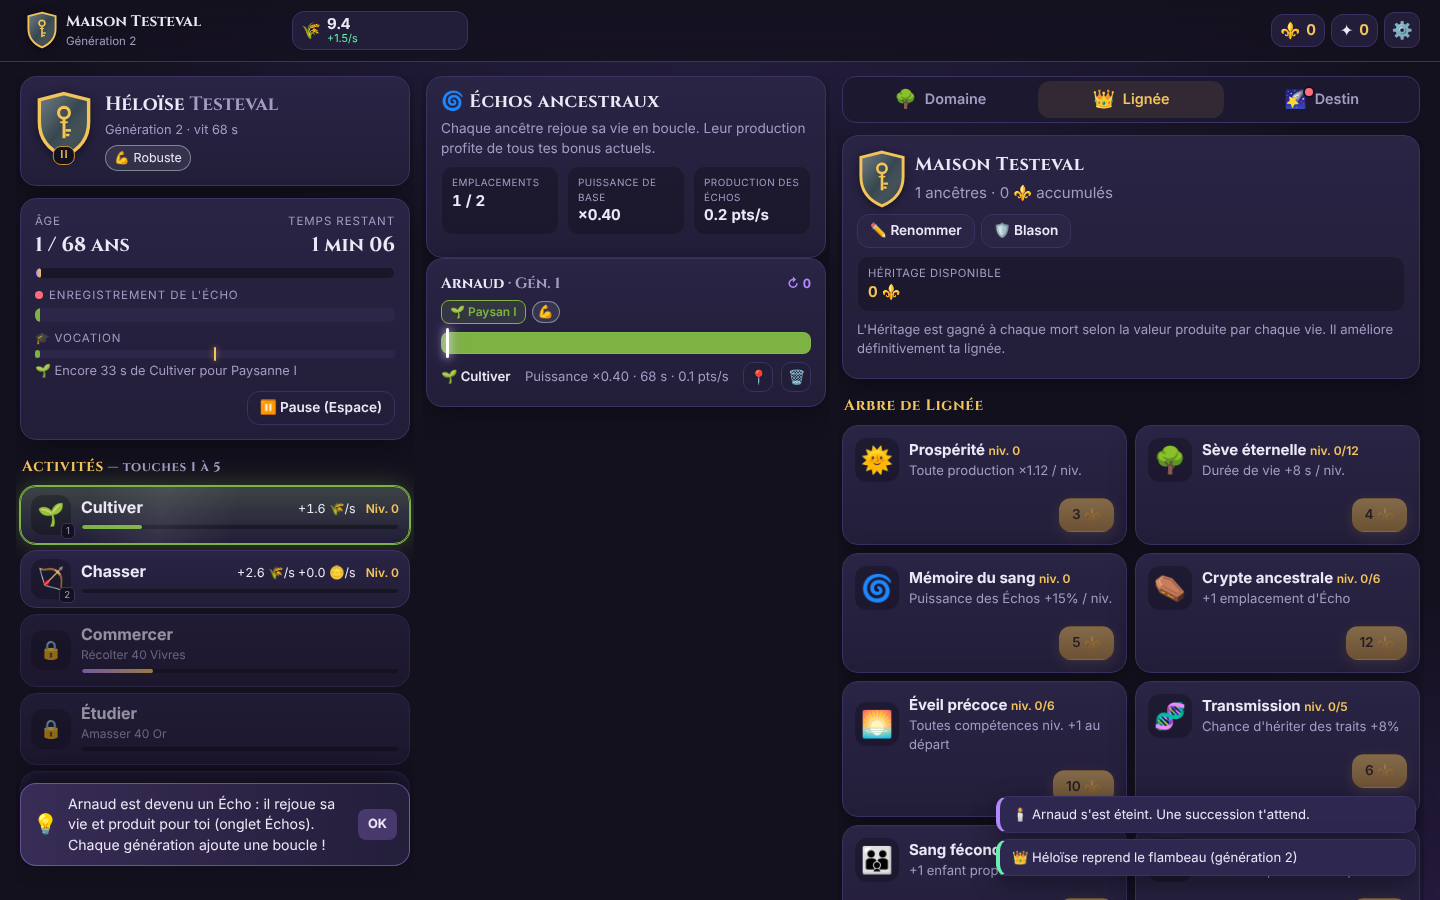 Maison Testeval
Génération 2
9.4
+1.5/s
0
0
Héloïse Testeval
Génération 2 · vit 68 s
Robuste
II
ÂGE
TEMPS RESTANT
1 / 68 ans
1 min 06
ENREGISTREMENT DE L'ÉCHO
VOCATION
Encore 33 s de Cultiver pour Paysanne I
Pause (Espace)
Activités — touches 1 à 5
Cultiver
+1.6 /s Niv. 0
1
Chasser
+2.6 /s +0.0 /s Niv. 0
2
Commercer
Récolter 40 Vivres
Étudier
Amasser 40 Or
Arnaud est devenu un Écho : il rejoue sa
vie et produit pour toi (onglet Échos).
Chaque génération ajoute une boucle !
OK
Échos ancestraux
Chaque ancêtre rejoue sa vie en boucle. Leur production
profite de tous tes bonus actuels.
EMPLACEMENTS
1 / 2
PUISSANCE DE
BASE
×0.40
PRODUCTION DES
ÉCHOS
0.2 pts/s
Arnaud · Gén. 1
↻ 0
Paysan I
Cultiver
Puissance ×0.40 · 68 s · 0.1 pts/s
Domaine
Lignée
Destin
Maison Testeval
1 ancêtres · 0 accumulés
Renommer
Blason
HÉRITAGE DISPONIBLE
0
L'Héritage est gagné à chaque mort selon la valeur produite par chaque vie. Il améliore
définitivement ta lignée.
Arbre de Lignée
Prospérité niv. 0
Toute production ×1.12 / niv.
3
Sève éternelle niv. 0/12
Durée de vie +8 s / niv.
4
Mémoire du sang niv. 0
Puissance des Échos +15% / niv.
5
Crypte ancestrale niv. 0/6
+1 emplacement d'Écho
12
Éveil précoce niv. 0/6
Toutes compétences niv. +1 au
départ
10
Transmission niv. 0/5
Chance d'hériter des traits +8%
6
Sang fécond
+1 enfant
Arnaud s'est éteint. Une succession t'attend.
Héloïse reprend le flambeau (génération 2)